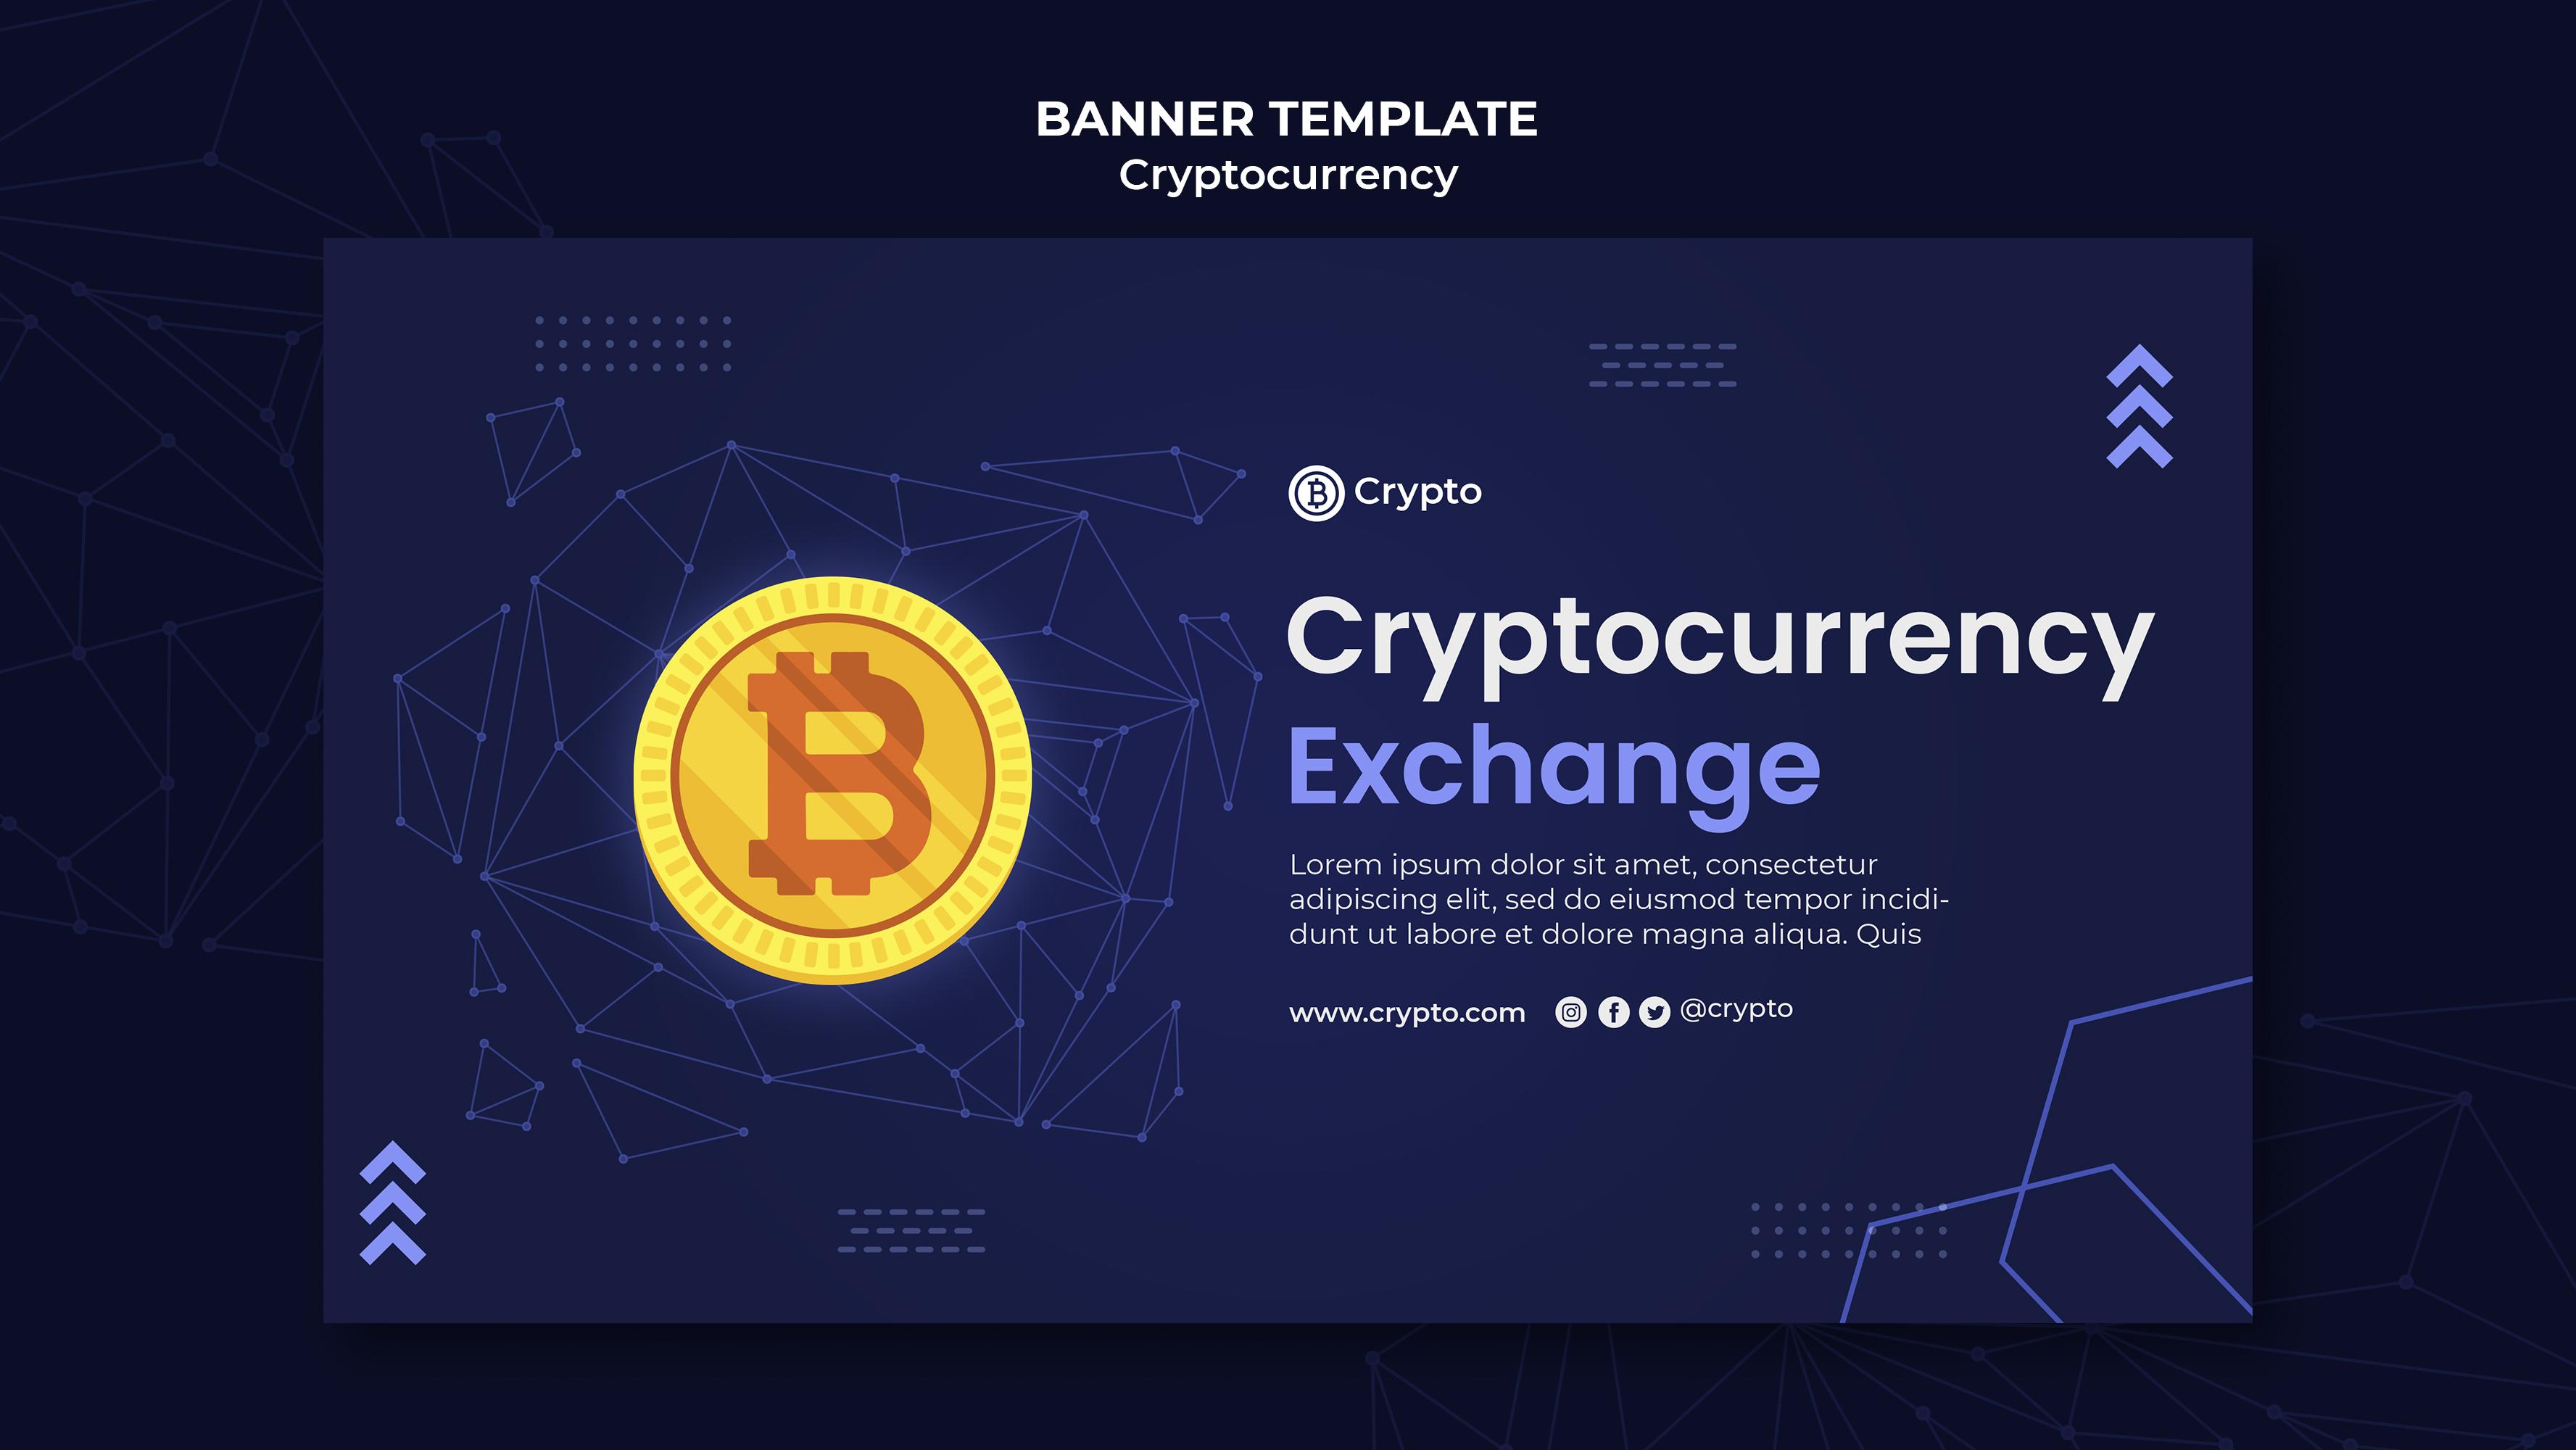 BANNER TEMPLATE
Cryptocurrency
Crypto
Cryptocurrency
Exchange
Lorem ipsum dolor sit amet, consectetur
adipiscing elit, sed do eiusmod tempor incidi-
dunt ut labore et dolore magna aliqua. Quis
www.crypto.com @crypto